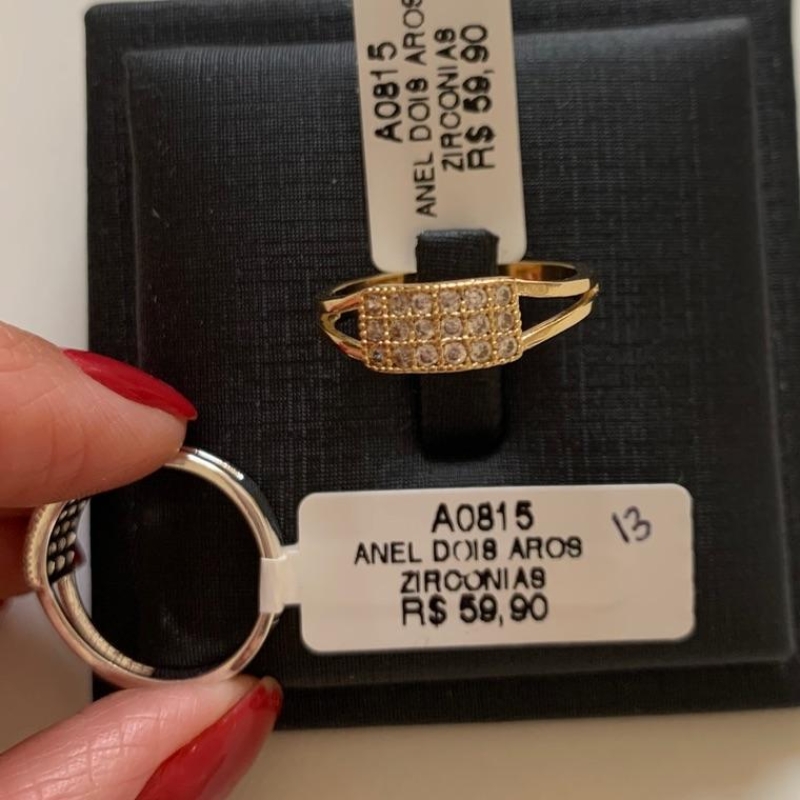 A0815
ANEL DOIS AROS
ZIRCONIAS
R$ 59,90
A0815
ANEL DOIS AROS
ZIRCONIAS
R$ 59,90
13